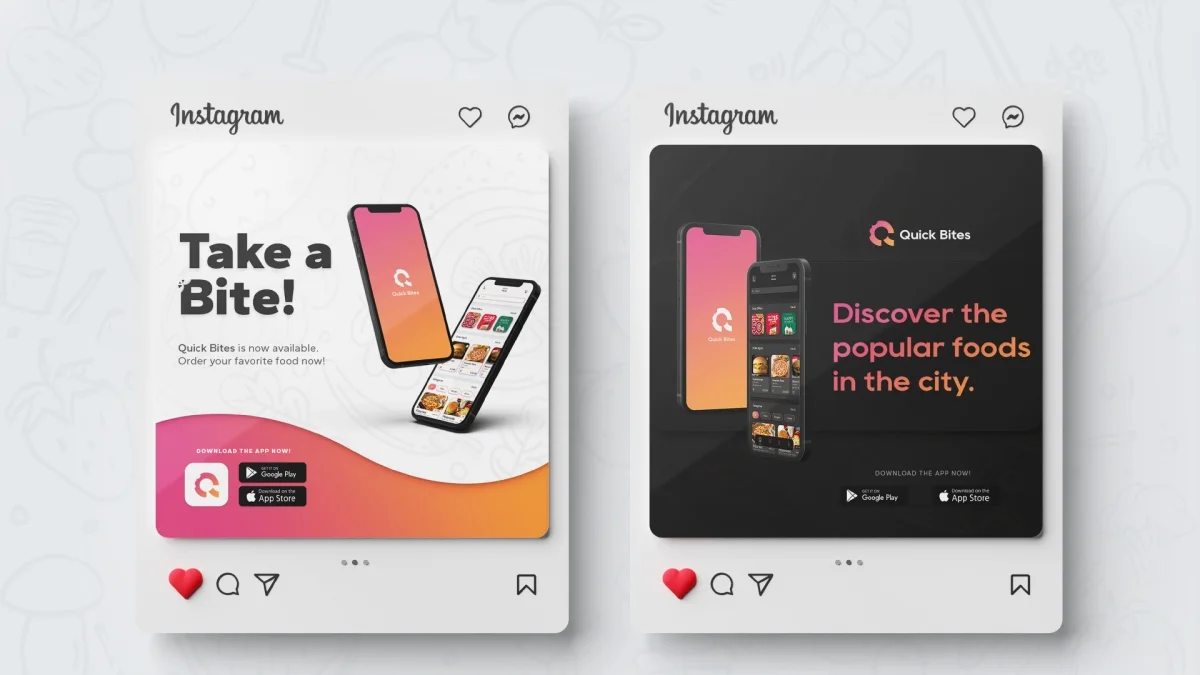 Instagram
Take a
Bite!
Quick Bites is now available.
Order your favorite food now!
Quick Bites
DOWNLOAD THE APP NOW!
GET IT ON
Google Play
Download on the
App Store
Instagram
Quick Bites
Quick Bites
Discover the
popular foods
in the city.
DOWNLOAD THE APP NOW!
GET IT ON
Google Play
Download on the
App Store